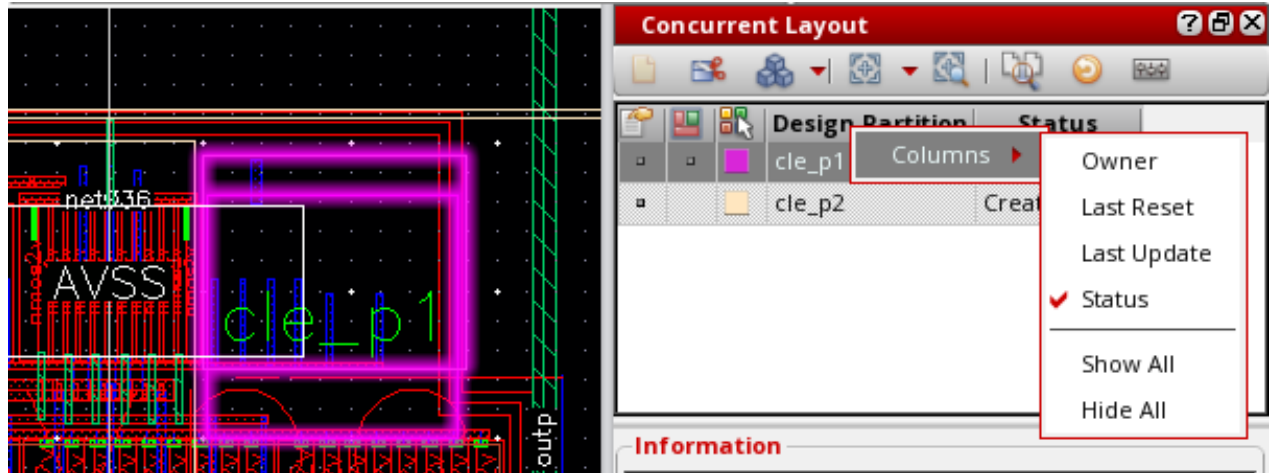 Concurrent Layout
Design Partition Status
cle_p1
Columns
cle_p2 Creat
Owner
Last Reset
Last Update
Status
Show All
Hide All
Information
AVSS
cle_p1
outp